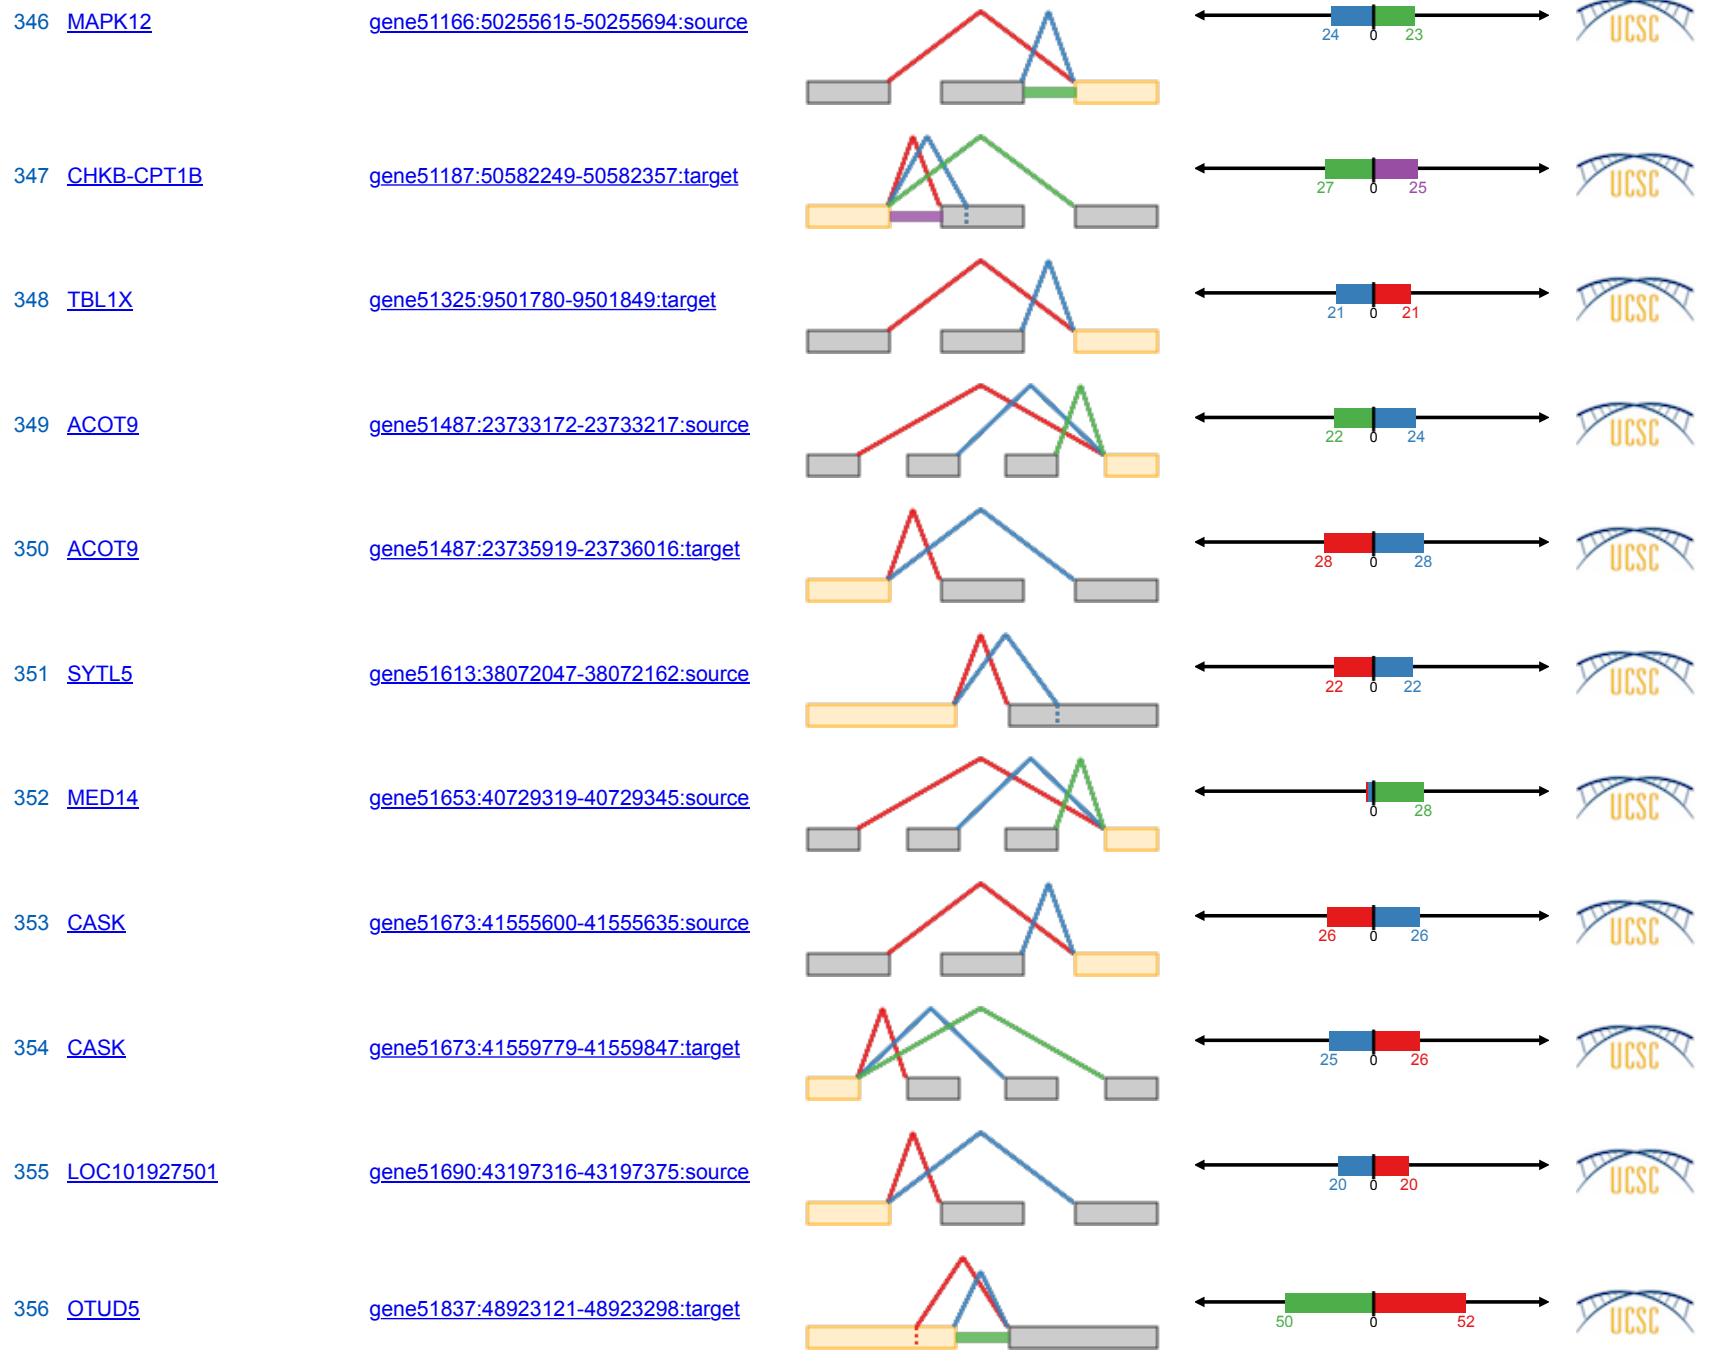 346 MAPK12 gene51166:50255615-50255694:source UCSC
24 0 23
347 CHKB-CPT1B gene51187:50582249-50582357:target UCSC
27 0 25
348 TBL1X gene51325:9501780-9501849:target UCSC
21 0 21
349 ACOT9 gene51487:23733172-23733217:source UCSC
22 0 24
350 ACOT9 gene51487:23735919-23736016:target UCSC
28 0 28
351 SYTL5 gene51613:38072047-38072162:source UCSC
22 0 22
352 MED14 gene51653:40729319-40729345:source UCSC
0 28
353 CASK gene51673:41555600-41555635:source UCSC
26 0 26
354 CASK gene51673:41559779-41559847:target UCSC
25 0 26
355 LOC101927501 gene51690:43197316-43197375:source UCSC
20 0 20
356 OTUD5 gene51837:48923121-48923298:target UCSC
50 0 52